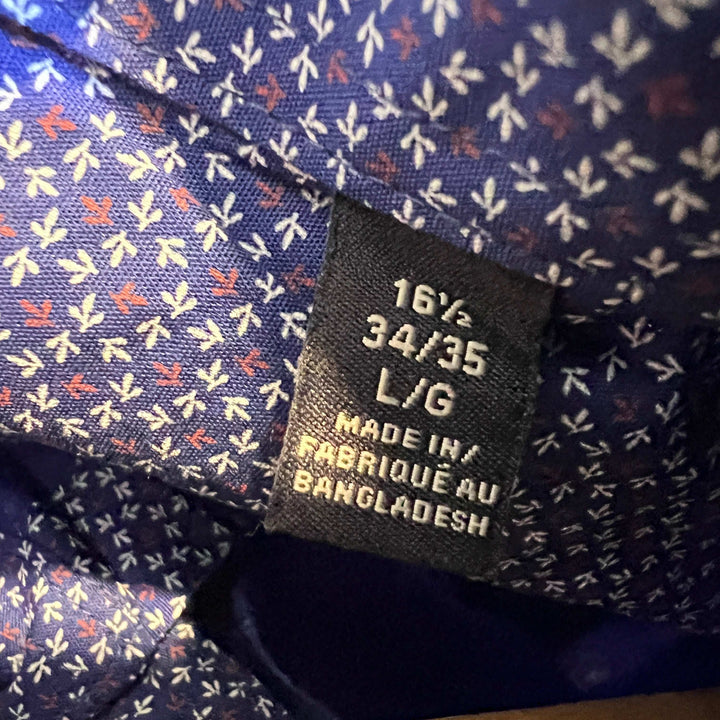 16½
34/35
L/G
MADE IN/
FABRIQUÉ AU
BANGLADESH